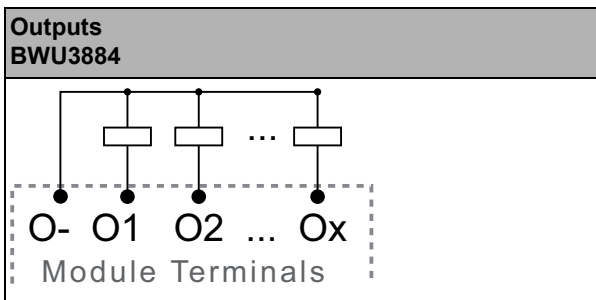 Outputs
BWU3884
...
O- O1 O2 ... Ox
Module Terminals